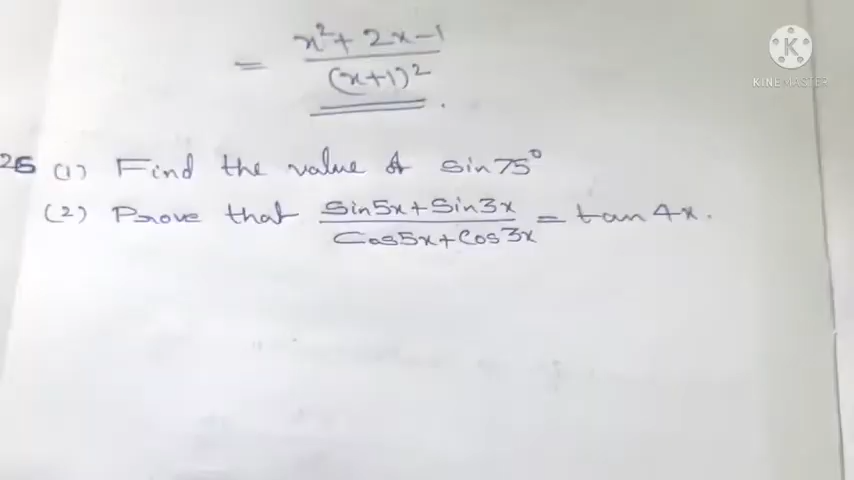 = x²+2x-1 / (x+1)² .
K
KINEMASTER
26 (1) Find the value of sin75°
(2) Prove that Sin5x+Sin3x / Cos5x+Cos3x = tan4x.